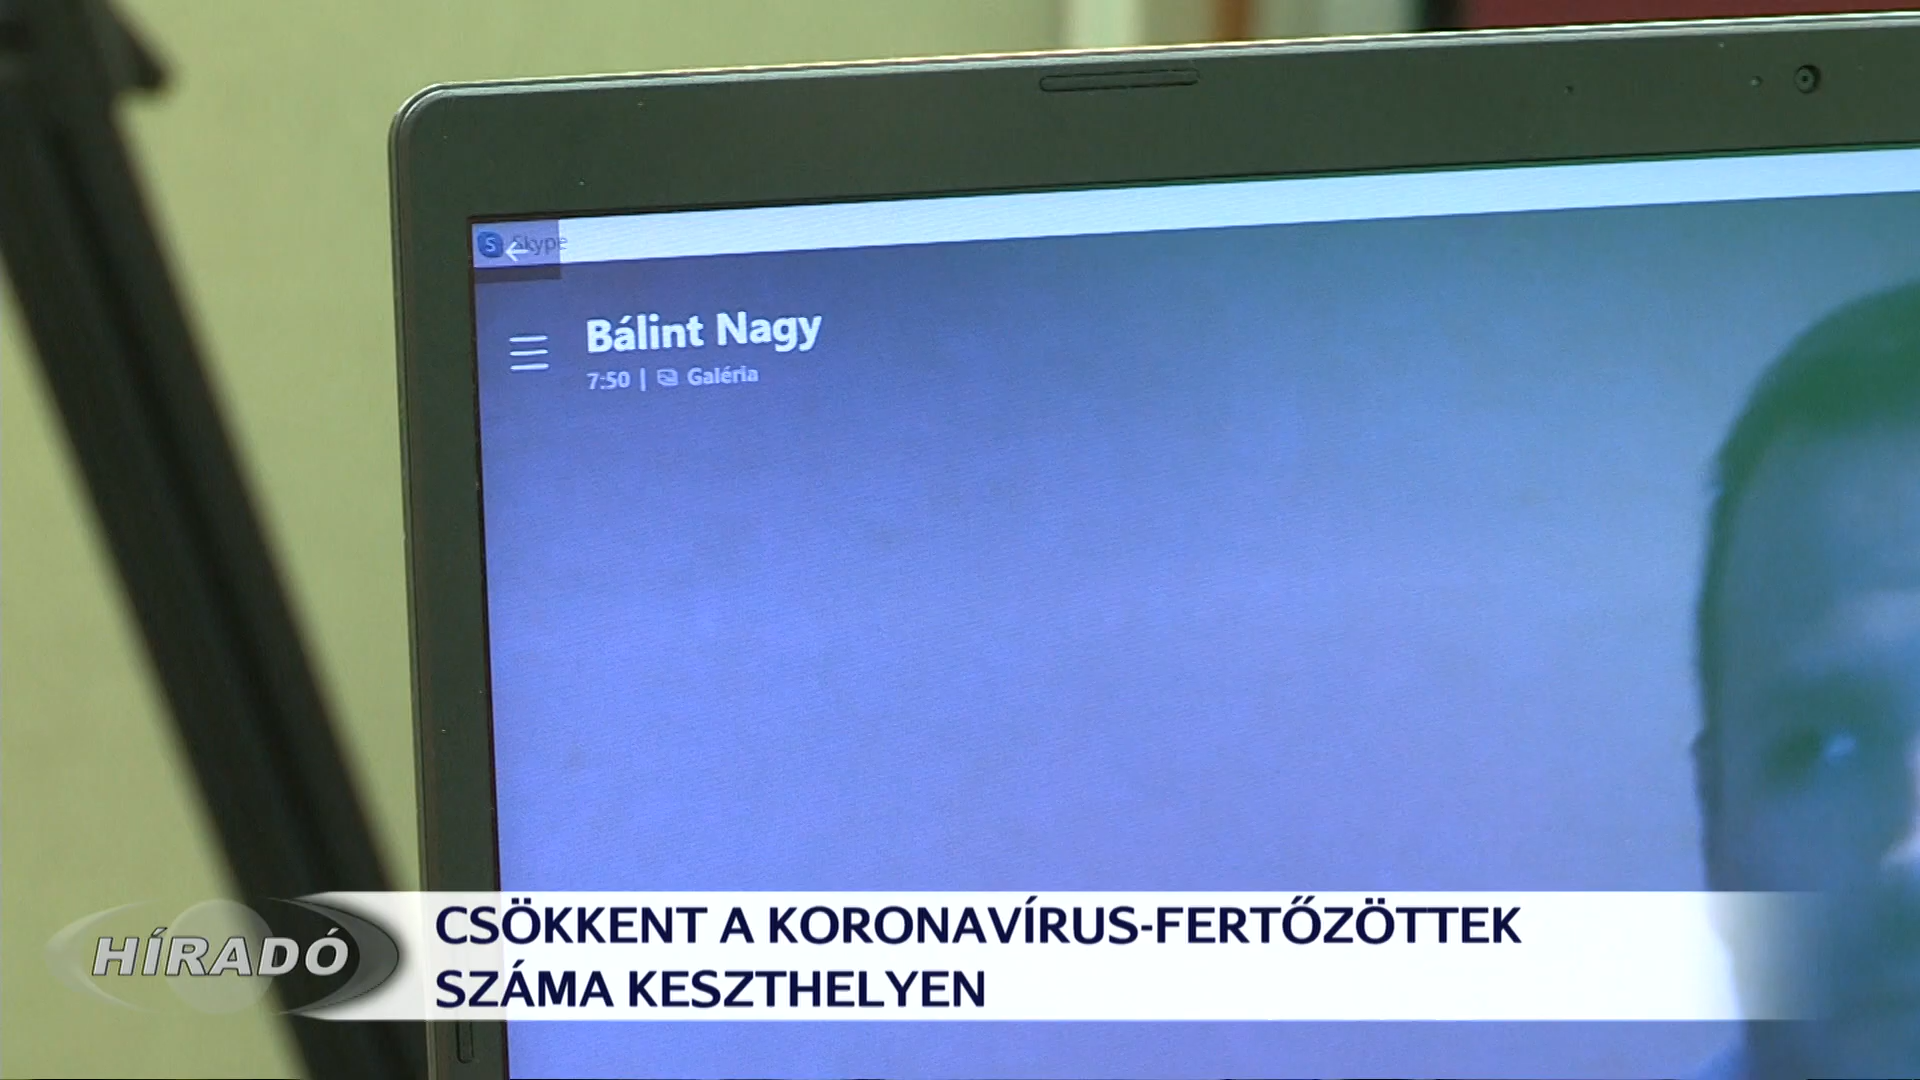 Skype
Bálint Nagy
7:50 | Galéria
HÍRADÓ
CSÖKKENT A KORONAVÍRUS-FERTŐZÖTTEK
SZÁMA KESZTHELYEN